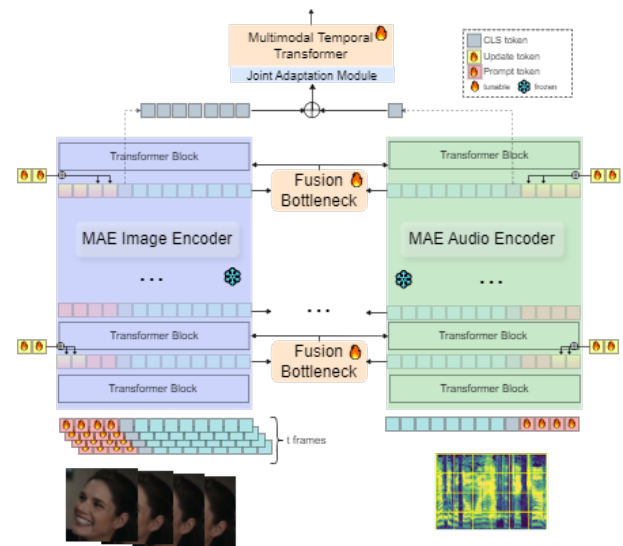 Multimodal Temporal
Transformer
Joint Adaptation Module
CLS token
Update token
Prompt token
tunable
frozen
Transformer Block
Transformer Block
Fusion
Bottleneck
MAE Image Encoder
MAE Audio Encoder
...
...
...
Transformer Block
Transformer Block
Fusion
Bottleneck
Transformer Block
Transformer Block
t frames